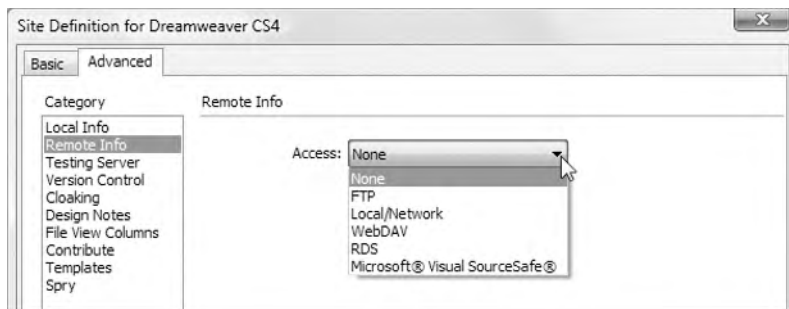 Site Definition for Dreamweaver CS4
Basic Advanced
Category Remote Info
Local Info
Remote Info
Testing Server
Version Control
Cloaking
Design Notes
File View Columns
Contribute
Templates
Spry
Access: None
None
FTP
Local/Network
WebDAV
RDS
Microsoft® Visual SourceSafe®